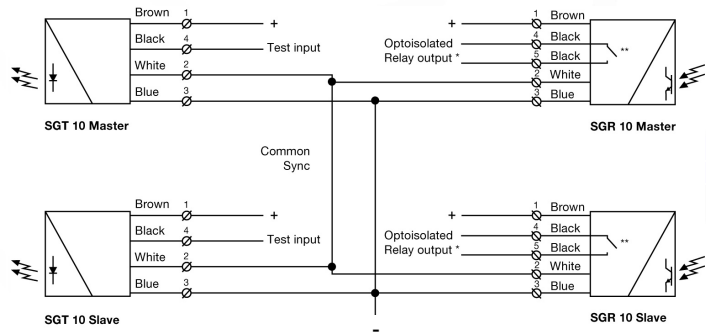 Brown 1 +
Black 4 Test input
White 2
Blue 3
SGT 10 Master
+ 1 Brown
Optoisolated 4 Black
Relay output * 5 Black
**
2 White
3 Blue
SGR 10 Master
Common
Sync
Brown 1 +
Black 4 Test input
White 2
Blue 3
SGT 10 Slave
+ 1 Brown
Optoisolated 4 Black
Relay output * 5 Black
**
2 White
3 Blue
SGR 10 Slave
-